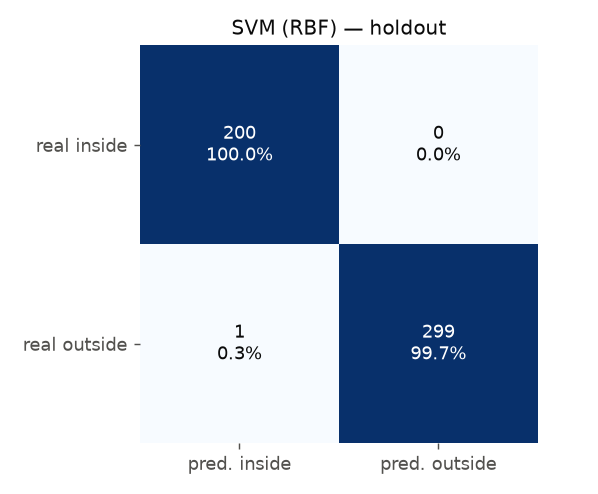 SVM (RBF) — holdout
real inside
200
100.0%
0
0.0%
real outside
1
0.3%
299
99.7%
pred. inside
pred. outside